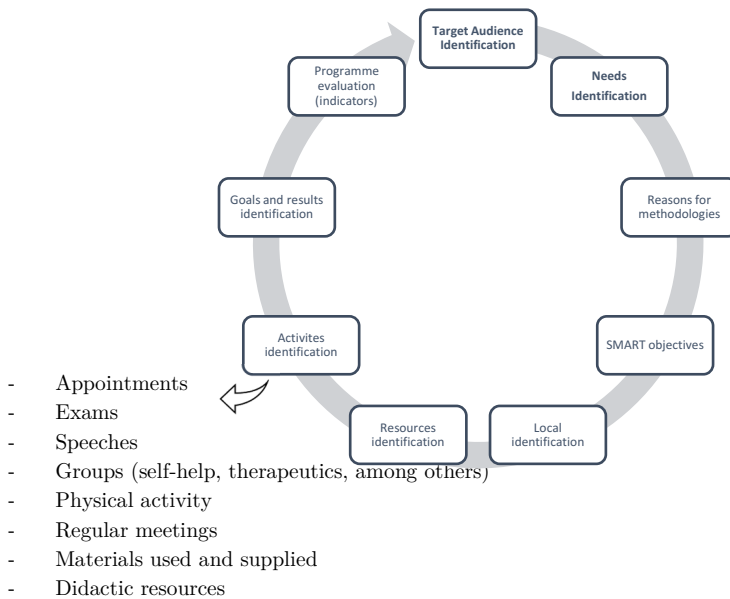 Target Audience
Identification
Needs
Identification
Reasons for
methodologies
SMART objectives
Local
identification
Resources
identification
Activites
identification
Goals and results
identification
Programme
evaluation
(indicators)
- Appointments
- Exams
- Speeches
- Groups (self-help, therapeutics, among others)
- Physical activity
- Regular meetings
- Materials used and supplied
- Didactic resources